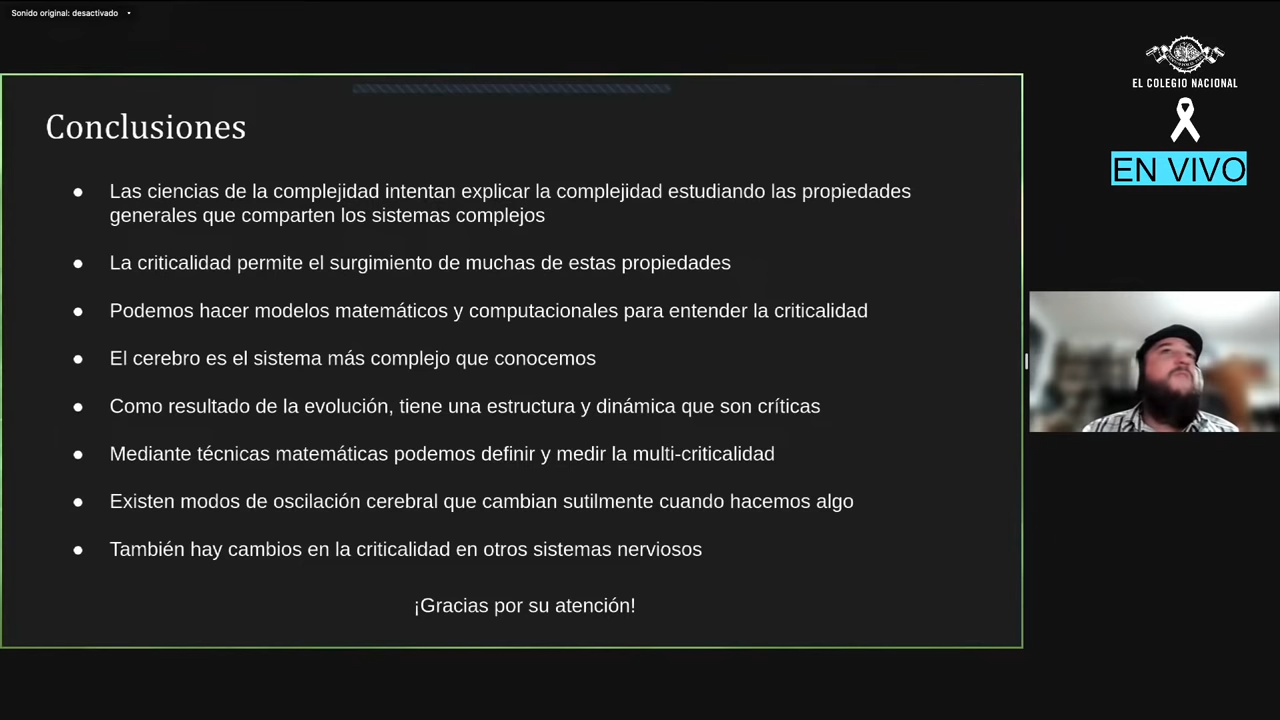 Sonido original: desactivado
EL COLEGIO NACIONAL
EN VIVO
Conclusiones
● Las ciencias de la complejidad intentan explicar la complejidad estudiando las propiedades
generales que comparten los sistemas complejos
● La criticalidad permite el surgimiento de muchas de estas propiedades
● Podemos hacer modelos matemáticos y computacionales para entender la criticalidad
● El cerebro es el sistema más complejo que conocemos
● Como resultado de la evolución, tiene una estructura y dinámica que son críticas
● Mediante técnicas matemáticas podemos definir y medir la multi-criticalidad
● Existen modos de oscilación cerebral que cambian sutilmente cuando hacemos algo
● También hay cambios en la criticalidad en otros sistemas nerviosos
¡Gracias por su atención!